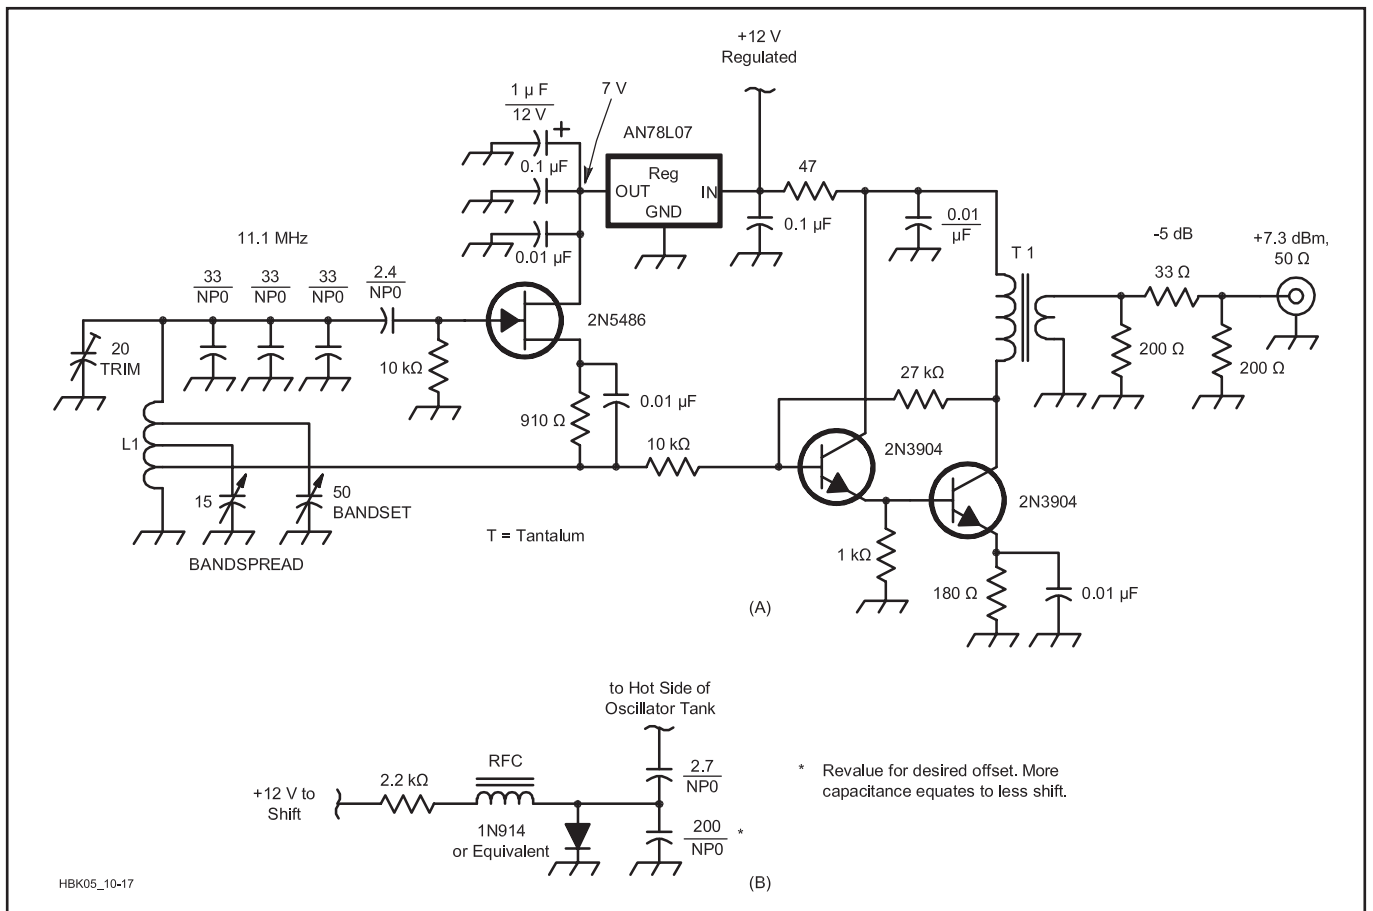 +12 V
Regulated
1 µ F
12 V
+
7 V
AN78L07
0.1 µF
Reg
OUT
IN
GND
47
0.01 µF
0.1 µF
0.01
µF
11.1 MHz
T 1
-5 dB
+7.3 dBm,
50 Ω
33
NP0
33
NP0
33
NP0
2.4
NP0
33 Ω
2N5486
20
TRIM
10 kΩ
200 Ω
200 Ω
27 kΩ
910 Ω
0.01 µF
L1
10 kΩ
2N3904
15
50
BANDSET
2N3904
T = Tantalum
BANDSPREAD
1 kΩ
180 Ω
0.01 µF
(A)
to Hot Side of
Oscillator Tank
RFC
2.2 kΩ
2.7
NP0
* Revalue for desired offset. More
capacitance equates to less shift.
+12 V to
Shift
1N914
or Equivalent
200 *
NP0
HBK05_10-17
(B)